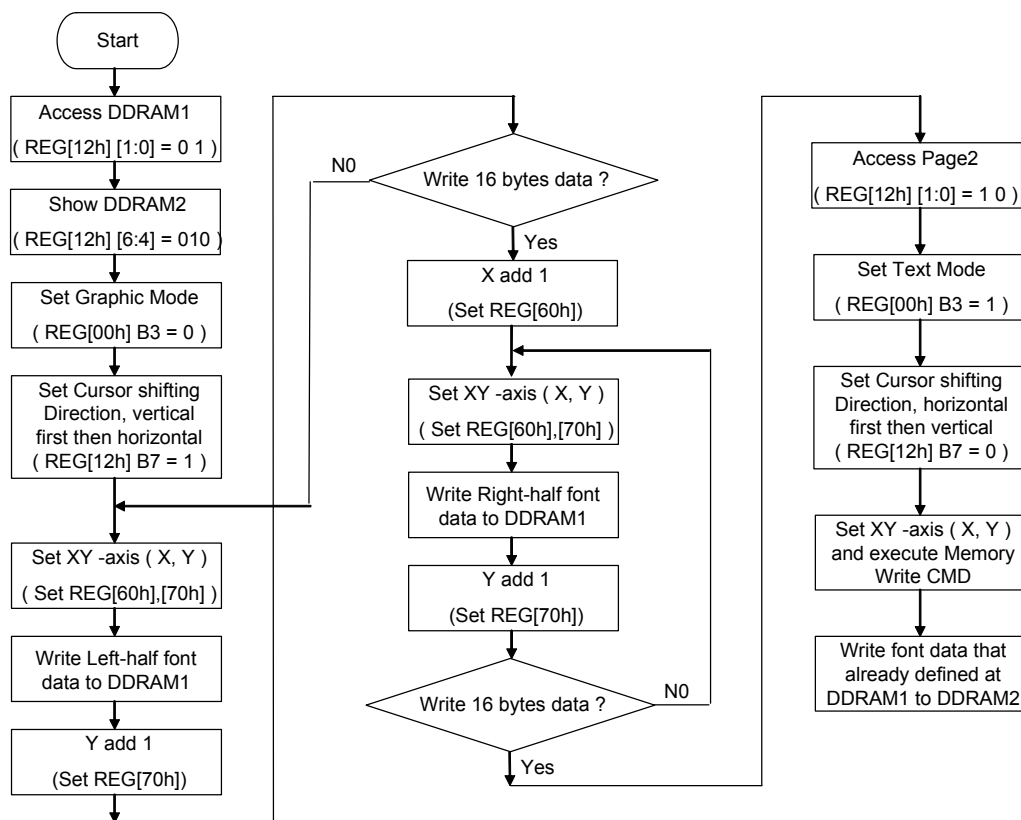 Start
Access DDRAM1
( REG[12h] [1:0] = 0 1 )
Show DDRAM2
( REG[12h] [6:4] = 010 )
Set Graphic Mode
( REG[00h] B3 = 0 )
Set Cursor shifting
Direction, vertical
first then horizontal
( REG[12h] B7 = 1 )
Set XY -axis ( X, Y )
( Set REG[60h],[70h] )
Write Left-half font
data to DDRAM1
Y add 1
(Set REG[70h])
Write 16 bytes data ?
N0
Yes
X add 1
(Set REG[60h])
Set XY -axis ( X, Y )
( Set REG[60h],[70h] )
Write Right-half font
data to DDRAM1
Y add 1
(Set REG[70h])
Write 16 bytes data ?
N0
Yes
Access Page2
( REG[12h] [1:0] = 1 0 )
Set Text Mode
( REG[00h] B3 = 1 )
Set Cursor shifting
Direction, horizontal
first then vertical
( REG[12h] B7 = 0 )
Set XY -axis ( X, Y )
and execute Memory
Write CMD
Write font data that
already defined at
DDRAM1 to DDRAM2